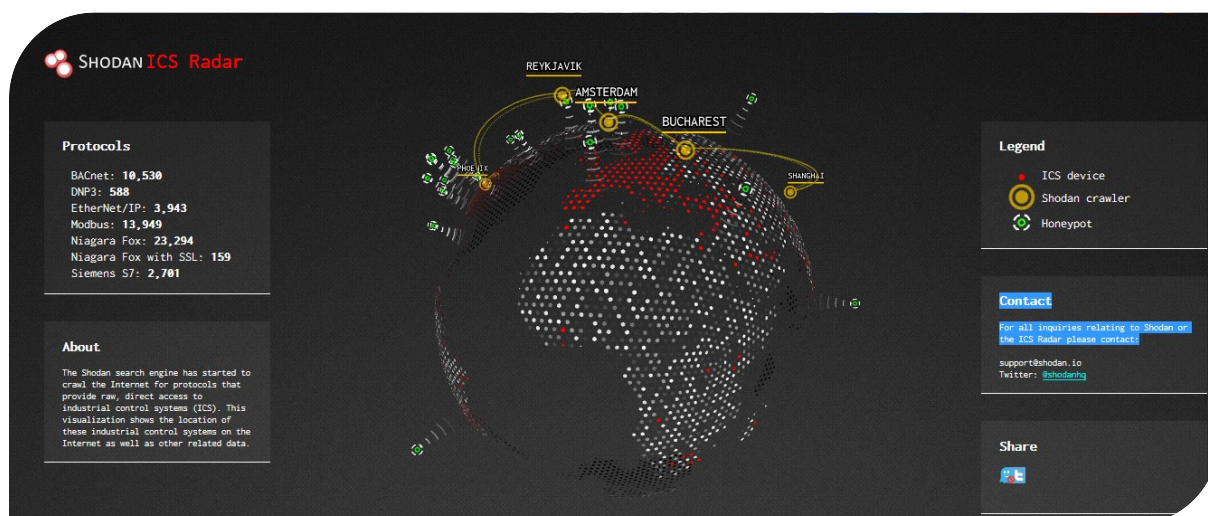 SHODAN ICS Radar
Protocols
BACnet: 10,530
DNP3: 588
EtherNet/IP: 3,943
Modbus: 13,949
Niagara Fox: 23,294
Niagara Fox with SSL: 159
Siemens S7: 2,701
About
The Shodan search engine has started to
crawl the Internet for protocols that
provide raw, direct access to
industrial control systems (ICS). This
visualization shows the location of
these industrial control systems on the
Internet as well as other related data.
REYKJAVIK
AMSTERDAM
BUCHAREST
PHOENIX
SHANGHAI
Legend
ICS device
Shodan crawler
Honeypot
Contact
For all inquiries relating to Shodan or
the ICS Radar please contact:
support@shodan.io
Twitter: @shodanhq
Share